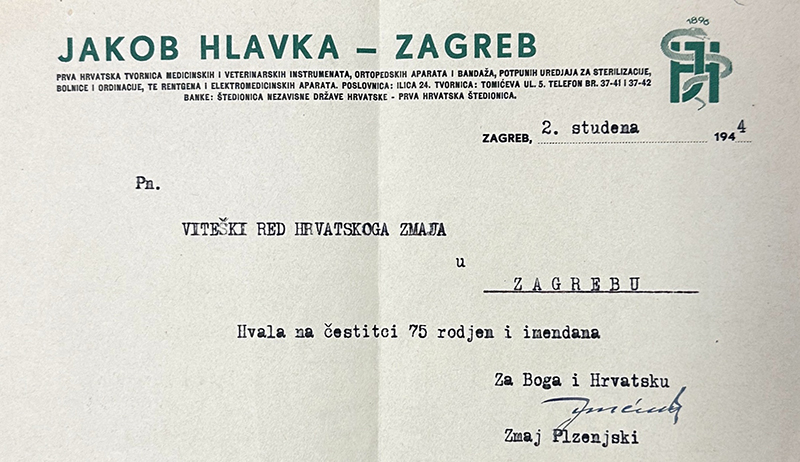 1896
JAKOB HLAVKA – ZAGREB
PRVA HRVATSKA TVORNICA MEDICINSKIH I VETERINARSKIH INSTRUMENATA, ORTOPEDSKIH APARATA I BANDAŽA, POTPUNIH UREDJAJA ZA STERILIZACIJE,
BOLNICE I ORDINACIJE, TE RENTGENA I ELEKTROMEDICINSKIH APARATA. POSLOVNICA: ILICA 24. TVORNICA: TOMIĆEVA UL. 5. TELEFON BR. 37-41 I 37-42
BANKE: ŠTEDIONICA NEZAVISNE DRŽAVE HRVATSKE - PRVA HRVATSKA ŠTEDIONICA.
ZAGREB, 2. studena 1944
Pn.
VITEŠKI RED HRVATSKOGA ZMAJA
u
ZAGREBU
Hvala na čestitci 75 rodjen i imendana
Za Boga i Hrvatsku
Zmaj Plzenjski